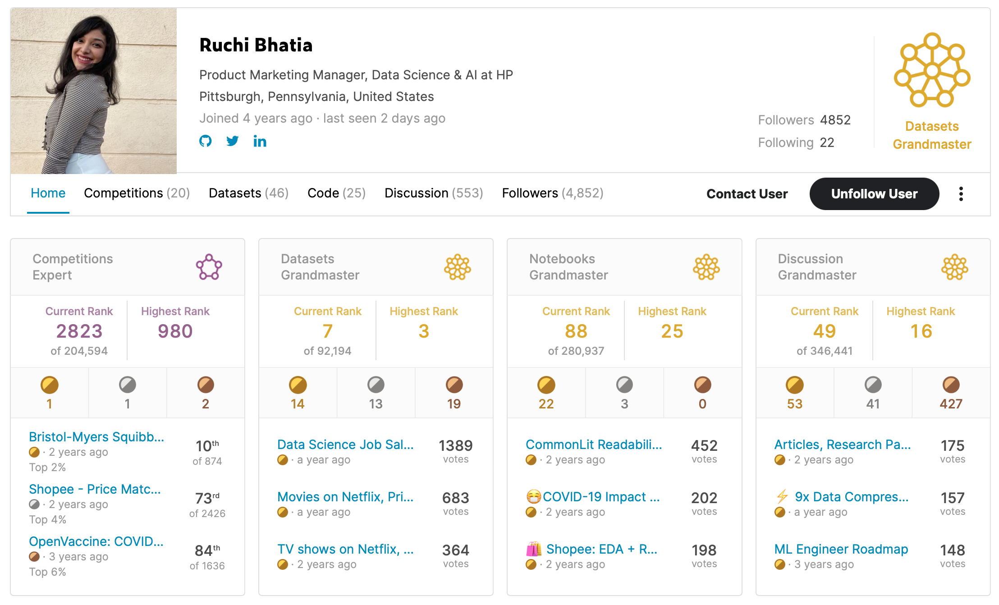 Ruchi Bhatia
Product Marketing Manager, Data Science & AI at HP
Pittsburgh, Pennsylvania, United States
Joined 4 years ago · last seen 2 days ago
in
Followers 4852
Following 22
Datasets
Grandmaster
Home Competitions (20) Datasets (46) Code (25) Discussion (553) Followers (4,852) Contact User Unfollow User
Competitions
Expert
Current Rank
2823
of 204,594
Highest Rank
980
1 1 2
Bristol-Myers Squibb...
· 2 years ago
Top 2%
10th
of 874
Shopee - Price Matc...
· 2 years ago
Top 4%
73rd
of 2426
OpenVaccine: COVID...
· 3 years ago
Top 6%
84th
of 1636
Datasets
Grandmaster
Current Rank
7
of 92,194
Highest Rank
3
14 13 19
Data Science Job Sal...
· a year ago
1389
votes
Movies on Netflix, Pri...
· a year ago
683
votes
TV shows on Netflix, ...
· 2 years ago
364
votes
Notebooks
Grandmaster
Current Rank
88
of 280,937
Highest Rank
25
22 3 0
CommonLit Readabili...
· 2 years ago
452
votes
😷COVID-19 Impact ...
· 2 years ago
202
votes
🛍️ Shopee: EDA + R...
· 2 years ago
198
votes
Discussion
Grandmaster
Current Rank
49
of 346,441
Highest Rank
16
53 41 427
Articles, Research Pa...
· 2 years ago
175
votes
⚡ 9x Data Compres...
· a year ago
157
votes
ML Engineer Roadmap
· 3 years ago
148
votes